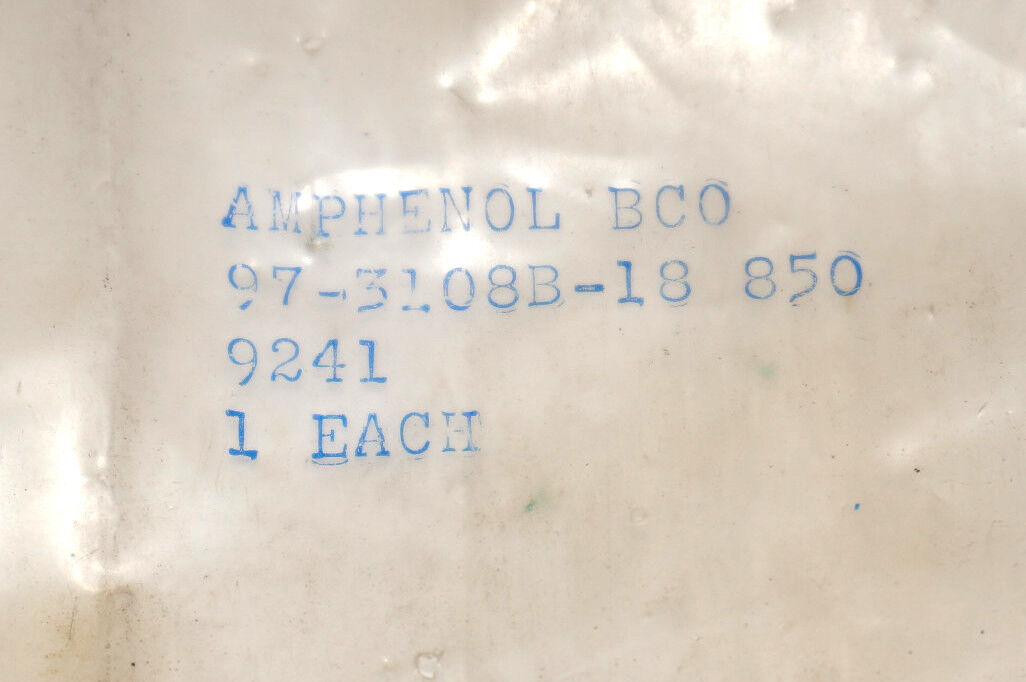 AMPHENOL BCO
97-3108B-18 850
9241
1 EACH